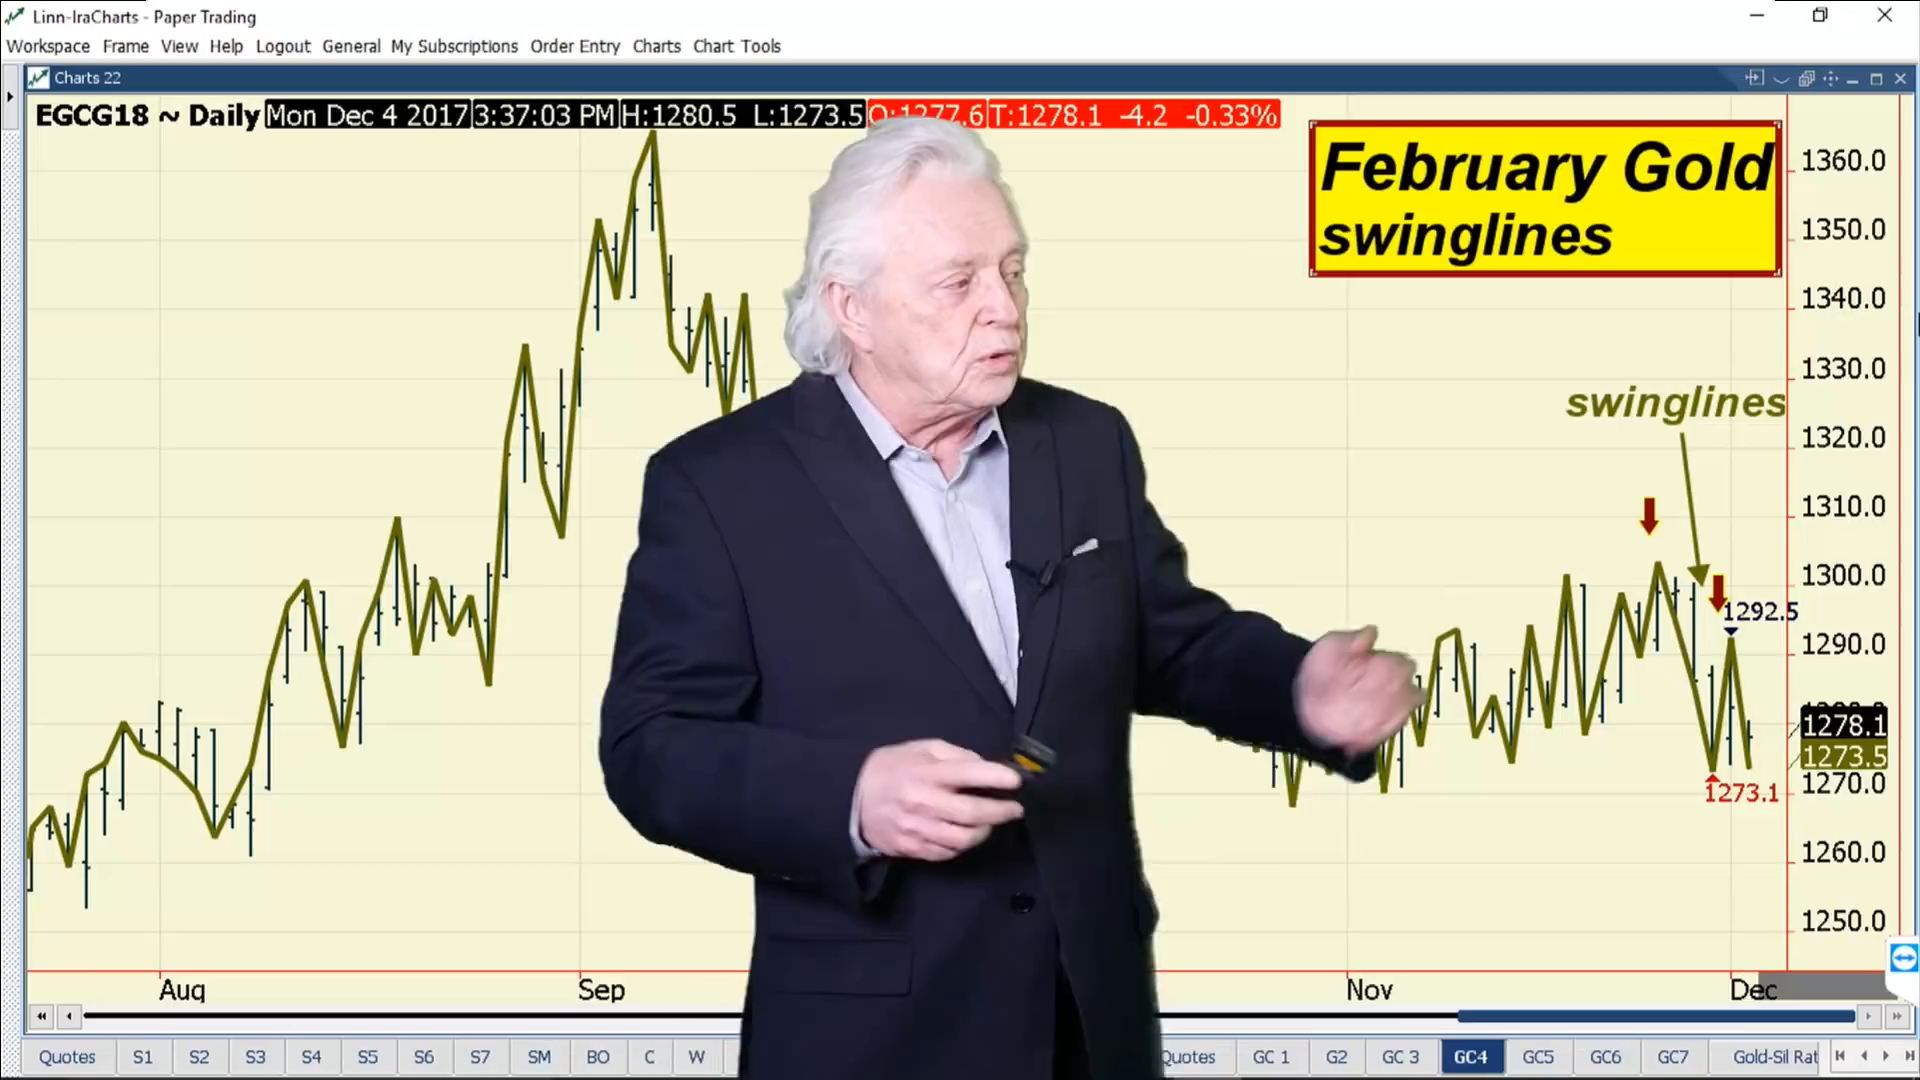 Linn-IraCharts - Paper Trading
Workspace Frame View Help Logout General My Subscriptions Order Entry Charts Chart Tools
Charts 22
EGCG18 ~ Daily Mon Dec 4 2017 3:37:03 PM H:1280.5 L:1273.5 O:1277.6 T:1278.1 -4.2 -0.33%
February Gold
swinglines
1360.0
1350.0
1340.0
1330.0
swinglines
1320.0
1310.0
1300.0
1292.5
1290.0
1278.1
1273.5
1270.0
1273.1
1260.0
1250.0
Aug Sep Nov Dec
Quotes S1 S2 S3 S4 S5 S6 S7 SM BO C W Quotes GC 1 G2 GC 3 GC4 GC5 GC6 GC7 Gold-Sil Rat